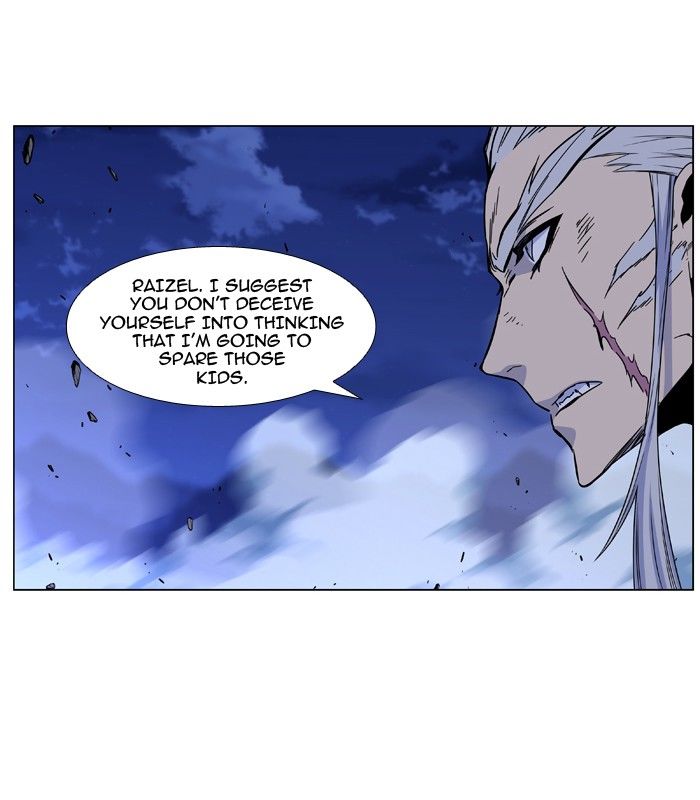 RAIZEL. I SUGGEST
YOU DON'T DECEIVE
YOURSELF INTO THINKING
THAT I'M GOING TO
SPARE THOSE
KIDS.